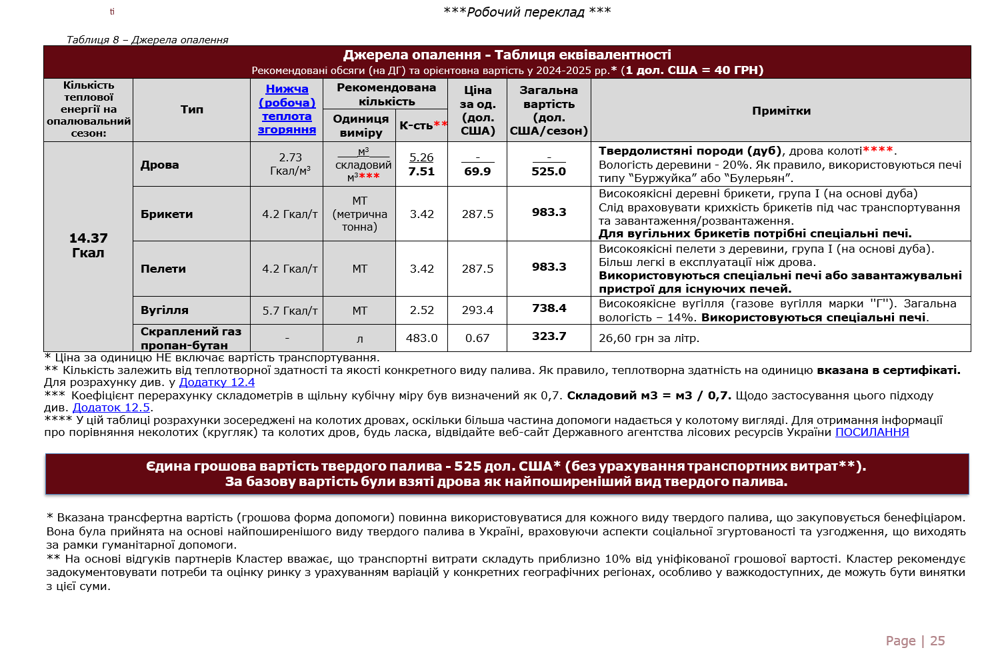 ti
***Робочий переклад ***
Таблиця 8 – Джерела опалення
Джерела опалення - Таблиця еквівалентності
Рекомендовані обсяги (на ДГ) та орієнтовна вартість у 2024-2025 рр.* (1 дол. США = 40 ГРН)
Кількість
теплової
енергії на
опалювальний
сезон:
Тип
Нижча
(робоча)
теплота
згоряння
Рекомендована
кількість
Одиниця
виміру
К-сть**
Ціна
за од.
(дол.
США)
Загальна
вартість
(дол.
США/сезон)
Примітки
14.37
Гкал
Дрова
2.73
Гкал/м³
м³
складовий
м³***
5.26
7.51
-
69.9
-
525.0
Твердолистяні породи (дуб), дрова колоті****.
Вологість деревини - 20%. Як правило, використовуються печі
типу “Буржуйка” або “Булерьян”.
Брикети
4.2 Гкал/т
МТ
(метрична
тонна)
3.42
287.5
983.3
Високоякісні деревні брикети, група I (на основі дуба)
Слід враховувати крихкість брикетів під час транспортування
та завантаження/розвантаження.
Для вугільних брикетів потрібні спеціальні печі.
Пелети
4.2 Гкал/т
МТ
3.42
287.5
983.3
Високоякісні пелети з деревини, група I (на основі дуба).
Більш легкі в експлуатації ніж дрова.
Використовуються спеціальні печі або завантажувальні
пристрої для існуючих печей.
Вугілля
5.7 Гкал/т
МТ
2.52
293.4
738.4
Високоякісне вугілля (газове вугілля марки "Г"). Загальна
вологість – 14%. Використовуються спеціальні печі.
Скраплений газ
пропан-бутан
-
л
483.0
0.67
323.7
26,60 грн за літр.
* Ціна за одиницю НЕ включає вартість транспортування.
** Кількість залежить від теплотворної здатності та якості конкретного виду палива. Як правило, теплотворна здатність на одиницю вказана в сертифікаті.
Для розрахунку див. у Додатку 12.4
*** Коефіцієнт перерахунку складометрів в щільну кубічну міру був визначений як 0,7. Складовий м3 = м3 / 0,7. Щодо застосування цього підходу
див. Додаток 12.5.
**** У цій таблиці розрахунки зосереджені на колотих дровах, оскільки більша частина допомоги надається у колотому вигляді. Для отримання інформації
про порівняння неколотих (кругляк) та колотих дров, будь ласка, відвідайте веб-сайт Державного агентства лісових ресурсів України ПОСИЛАННЯ
Єдина грошова вартість твердого палива - 525 дол. США* (без урахування транспортних витрат**).
За базову вартість були взяті дрова як найпоширеніший вид твердого палива.
* Вказана трансфертна вартість (грошова форма допомоги) повинна використовуватися для кожного виду твердого палива, що закуповується бенефіціаром.
Вона була прийнята на основі найпоширенішого виду твердого палива в Україні, враховуючи аспекти соціальної згуртованості та узгодження, що виходять
за рамки гуманітарної допомоги.
** На основі відгуків партнерів Кластер вважає, що транспортні витрати складуть приблизно 10% від уніфікованої грошової вартості. Кластер рекомендує
задокументовувати потреби та оцінку ринку з урахуванням варіацій у конкретних географічних регіонах, особливо у важкодоступних, де можуть бути винятки
з цієї суми.
Page | 25